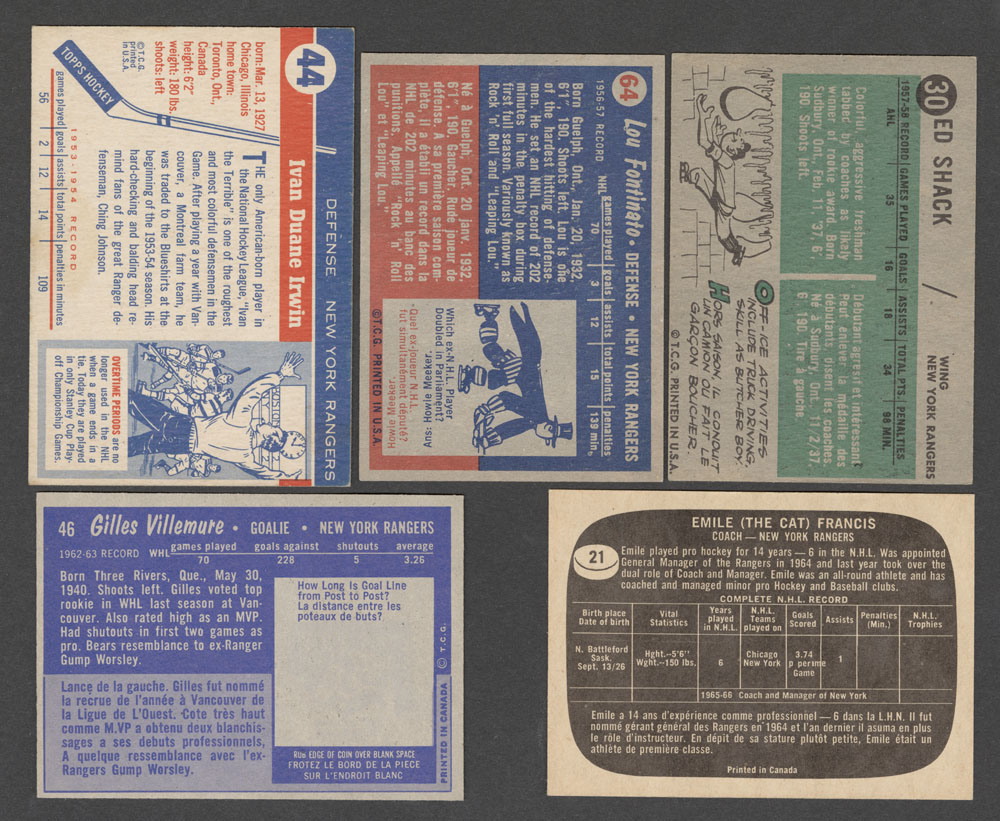 44
Ivan Duane Irwin
DEFENSE NEW YORK RANGERS
born: Mar. 13, 1927
Chicago, Illinois
home town:
Toronto, Ont.,
Canada
height: 6'2"
weight: 180 lbs.
shoots: left
© T.C.G.
printed
in U.S.A.
TOPPS HOCKEY
THE only American-born player in
the National Hockey League, "Ivan
the Terrible" is one of the roughest
and most colorful defensemen in the
Game. After playing a year with Van-
couver, a Montreal farm team, he
was traded to the Blueshirts at the
beginning of the 1953-54 season. His
hard-checking and balding head re-
mind fans of the great Ranger de-
fenseman, Ching Johnson.
1953-1954 RECORD
games played goals assists total points penalties in minutes
56 2 12 14 109
OVERTIME PERIODS are no
longer used in the NHL
when a game ends in a
tie. Today they are played
in only Stanley Cup Play-
off Championship Games.
64
Lou Fontinato • DEFENSE • NEW YORK RANGERS
1956-57 RECORD NHL games played goals assists total points penalties
70 3 12 15 139 min.
Born Guelph, Ont., Jan. 20, 1932,
6'1", 190, Shoots left. Lou is one
of the hardest hitting of defense
men. He set an NHL record of 202
minutes in the penalty box during
first full season. Variously known as
Rock 'n' Roll and "Leaping Lou."
Né à Guelph, Ont. 20 janv. 1932,
6'1", 190, Gaucher, Rude joueur de
défense. A sa première saison com-
plète, il a établi un record dans la
NHL de 202 minutes au banc des
punitions, Appellé "Rock 'n' Roll
Lou" et "Leaping Lou."
Which ex-N.H.L. Player
Doubled in Parliament?
Ans: Howie Meeker.
Quel ex-joueur N.H.L.
fut simultanément député?
Howie Meeker
© T.C.G. PRINTED IN U.S.A.
30 ED SHACK
WING
NEW YORK RANGERS
1957-58 RECORD GAMES PLAYED GOALS ASSISTS TOTAL PTS. PENALTIES
AHL 35 16 18 34 98 MIN.
Colorful, aggressive freshman
tabbed by coaches as likely
winner of rookie award. Born
Sudbury, Ont., Feb. 11, '37, 6'1"
190 Shoots left.
Débutant agressif et intéressant
Peut enlevér la médaille des
débutants disent les coaches
Né à Sunbury, Ont., 11/2/37,
6'1" 190 Tire à gauche.
OFF-ICE ACTIVITIES
INCLUDE TRUCK DRIVING,
SKILL AS BUTCHER BOY.
HORS SAISON, IL CONDUIT
UN CAMION OU FAIT LE
GARÇON BOUCHER.
© T.C.G. PRINTED IN U.S.A.
46 Gilles Villemure • GOALIE • NEW YORK RANGERS
1962-63 RECORD WHL games played goals against shutouts average
70 228 5 3.26
Born Three Rivers, Que., May 30,
1940. Shoots left. Gilles voted top
rookie in WHL last season at Van-
couver. Also rated high as an MVP.
Had shutouts in first two games as
pro. Bears resemblance to ex-Ranger
Gump Worsley.
Lance de la gauche. Gilles fut nommé
la recrue de l'année à Vancouver de
la Ligue de L'Ouest. Cote très haut
comme M.VP a obtenu deux blanchis-
sages a ses debuts professionnels,
A quelque ressemblance avec l'ex-
Rangers Gump Worsley.
How Long Is Goal Line
from Post to Post?
La distance entre les
poteaux de buts?
RUB EDGE OF COIN OVER BLANK SPACE
FROTEZ LE BORD DE LA PIECE
SUR L'ENDROIT BLANC
PRINTED IN CANADA © T.C.G.
21
EMILE (THE CAT) FRANCIS
COACH — NEW YORK RANGERS
Emile played pro hockey for 14 years — 6 in the N.H.L. Was appointed
General Manager of the Rangers in 1964 and last year took over the
dual role of Coach and Manager. Emile was an all-round athlete and has
coached and managed minor pro Hockey and Baseball clubs.
COMPLETE N.H.L. RECORD
Birth place Date of birth Vital Statistics Years played in N.H.L. N.H.L. Teams played on Goals Scored Assists Penalties (Min.) N.H.L. Trophies
N. Battleford Sask. Sept. 13/26 Hght.-5'6" Wght.-150 lbs. 6 Chicago New York 3.74 p perime Game 1
1965-66 Coach and Manager of New York
Emile a 14 ans d'expérience comme professionnel — 6 dans la L.H.N. Il fut
nommé gérant général des Rangers en 1964 et l'an dernier il asuma en plus
le rôle d'instructeur. En dépit de sa stature plutôt petite, Emile était un
athlète de première classe.
Printed in Canada